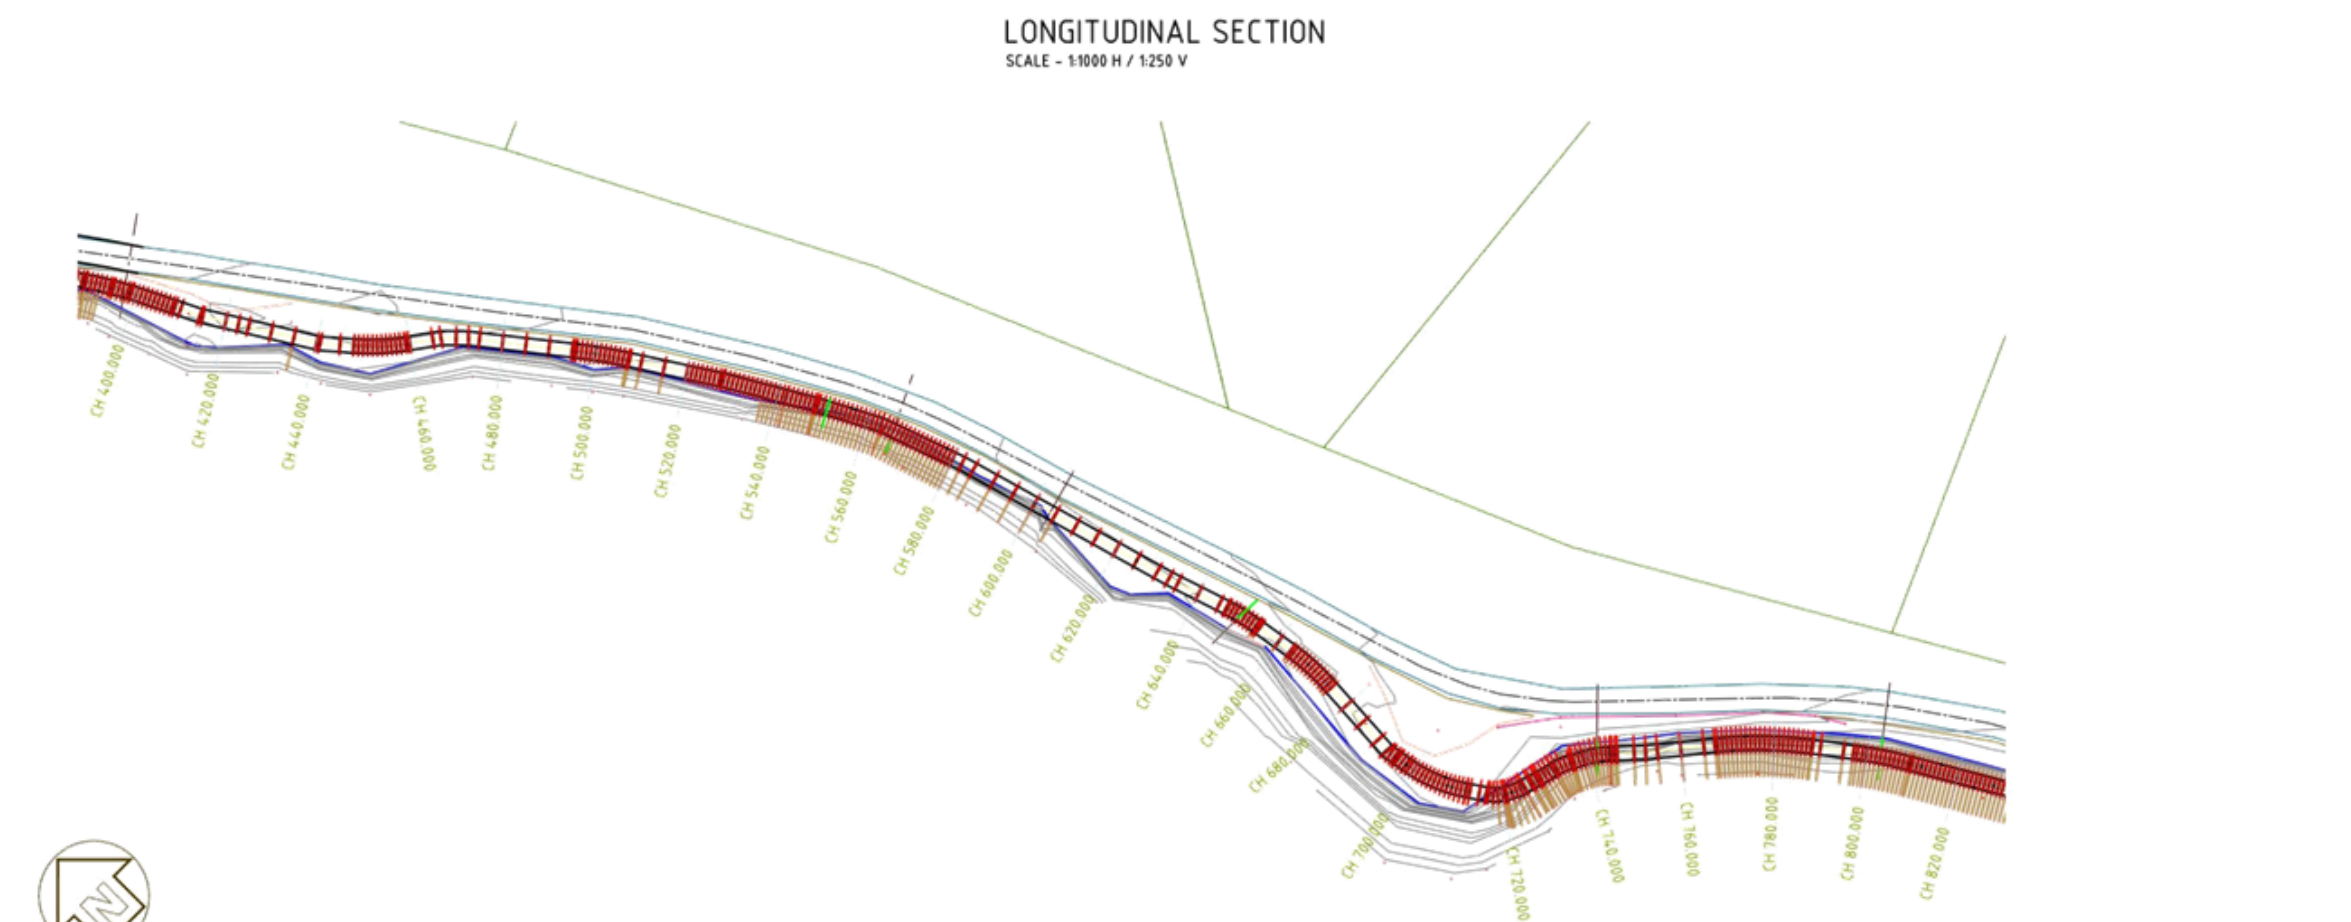 LONGITUDINAL SECTION
SCALE - 1:1000 H / 1:250 V
CH 400.000
CH 420.000
CH 440.000
CH 460.000
CH 480.000
CH 500.000
CH 520.000
CH 540.000
CH 560.000
CH 580.000
CH 600.000
CH 620.000
CH 640.000
CH 660.000
CH 680.000
CH 700.000
CH 720.000
CH 740.000
CH 760.000
CH 780.000
CH 800.000
CH 820.000
N